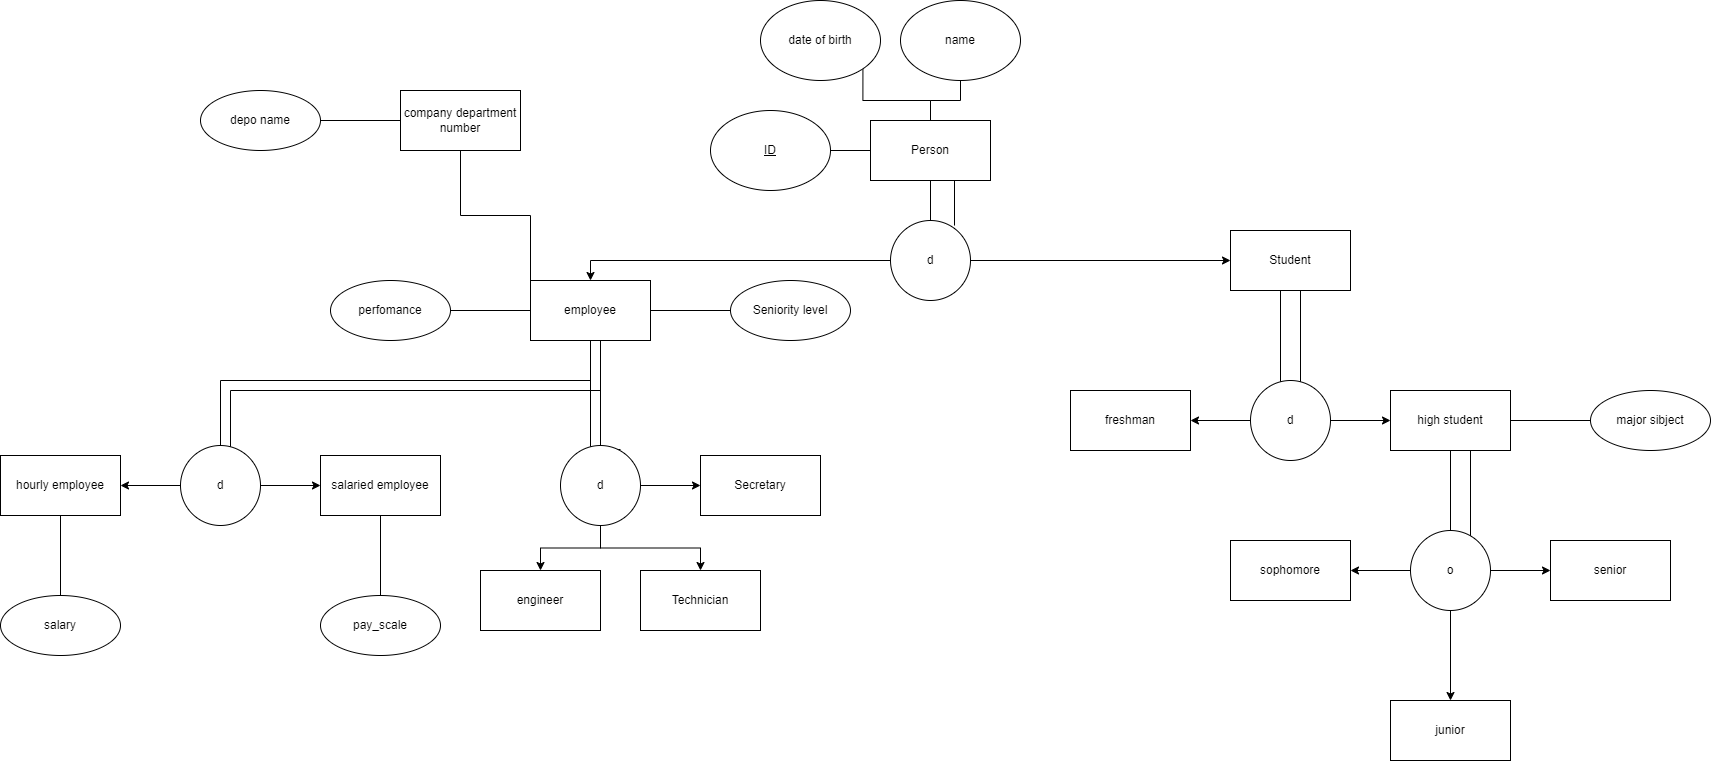 date of birth
name
depo name
company department
number
ID
Person
d
Student
perfomance
employee
Seniority level
freshman
d
high student
major sibject
hourly employee
d
salaried employee
d
Secretary
sophomore
o
senior
engineer
Technician
salary
pay_scale
junior